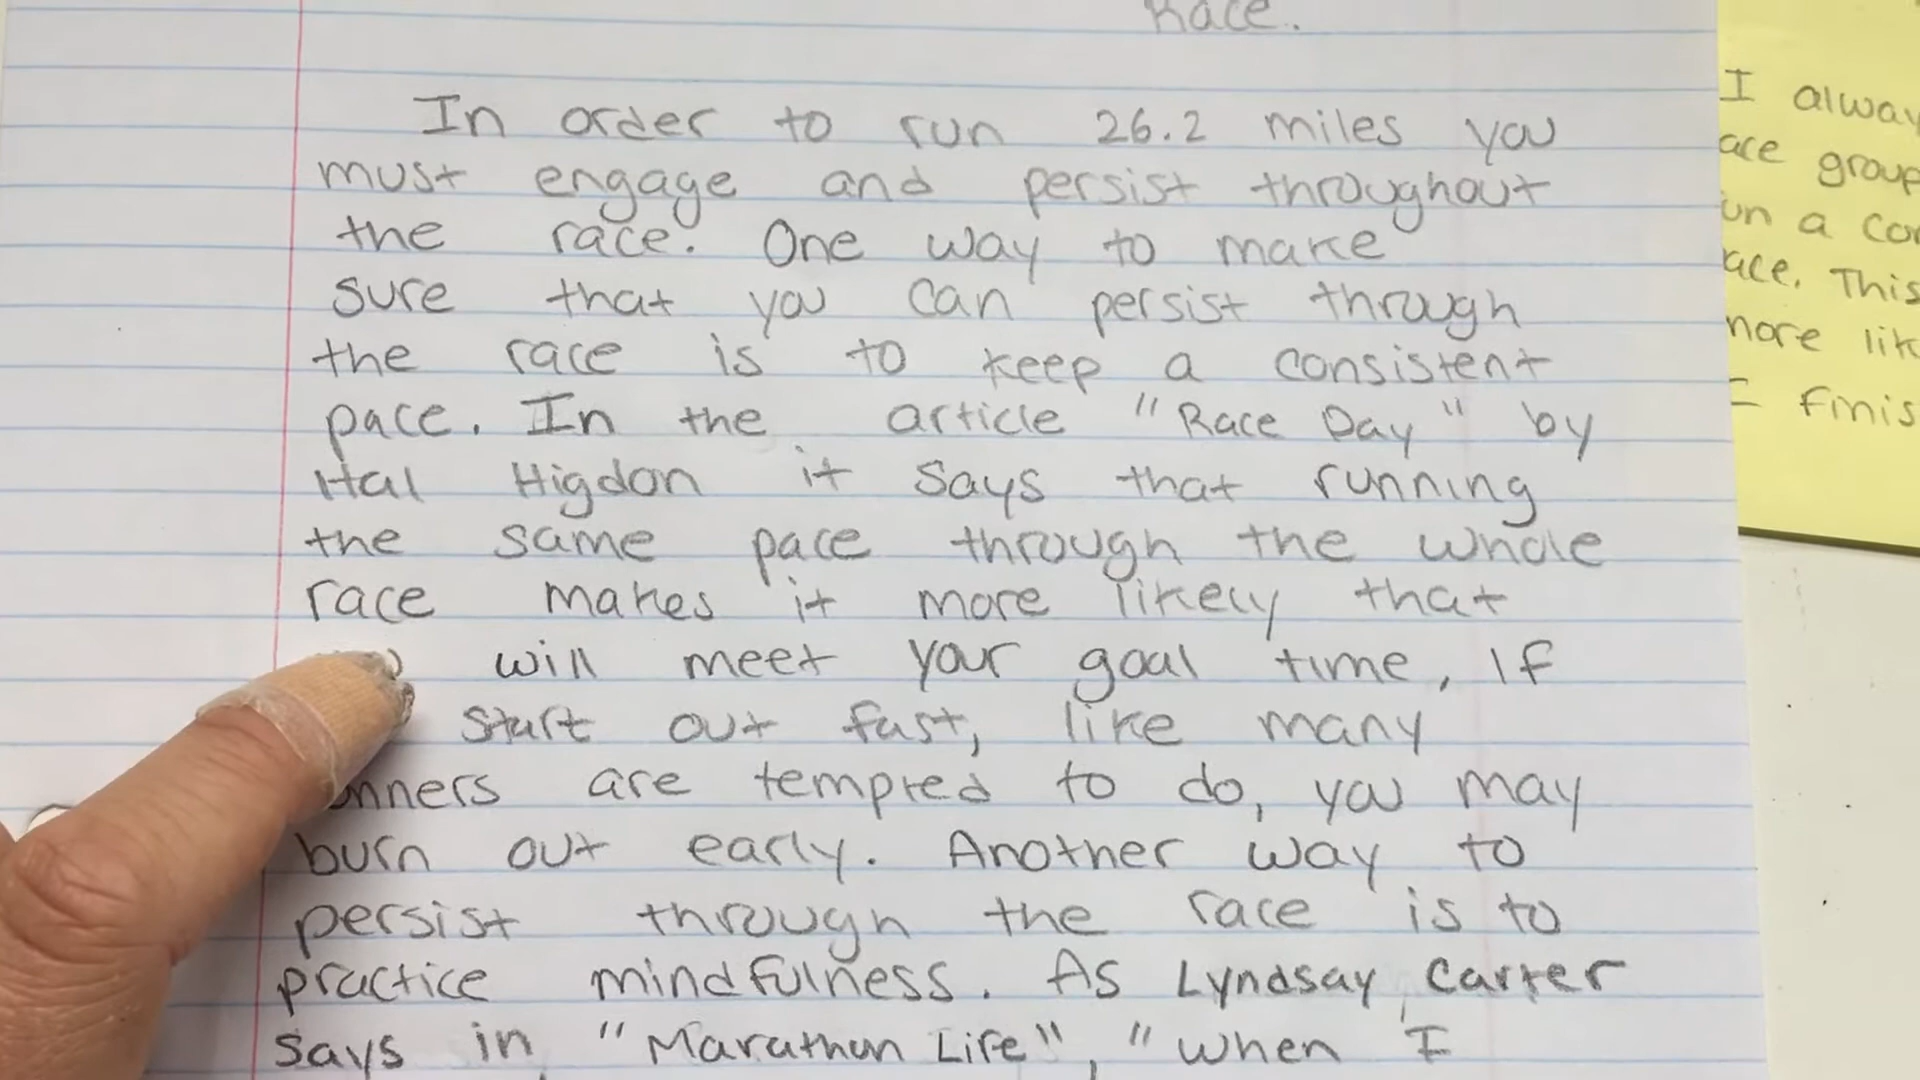 Race.
In order to run 26.2 miles you
must engage and persist throughout
the race. One way to make
sure that you can persist through
the race is to keep a consistent
pace. In the article "Race Day" by
Hal Higdon it says that running
the same pace through the whole
race makes it more likely that
will meet your goal time, If
start out fast, like many
nners are tempted to do, you may
burn out early. Another way to
persist through the race is to
practice mindfulness. As Lyndsay Carter
says in "Marathon Life", "When I
I alway
ace group
un a con
ace. This
more lik
I finis